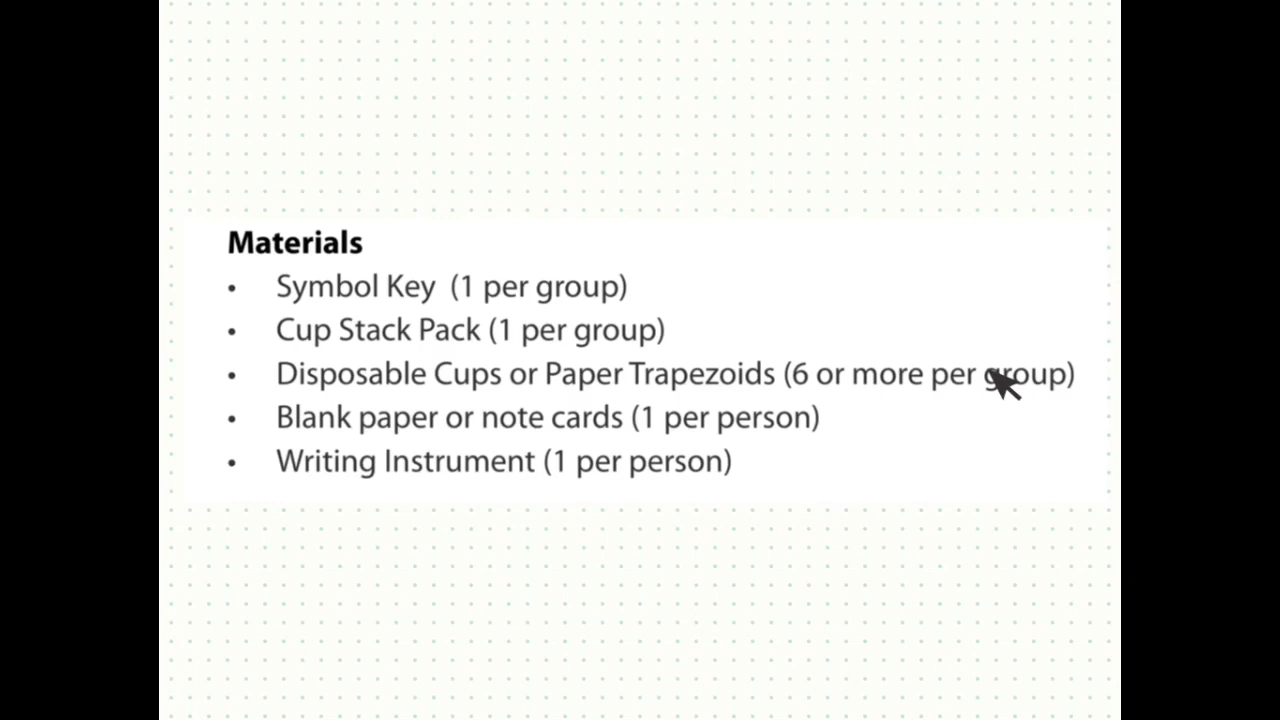 Materials
• Symbol Key (1 per group)
• Cup Stack Pack (1 per group)
• Disposable Cups or Paper Trapezoids (6 or more per group)
• Blank paper or note cards (1 per person)
• Writing Instrument (1 per person)